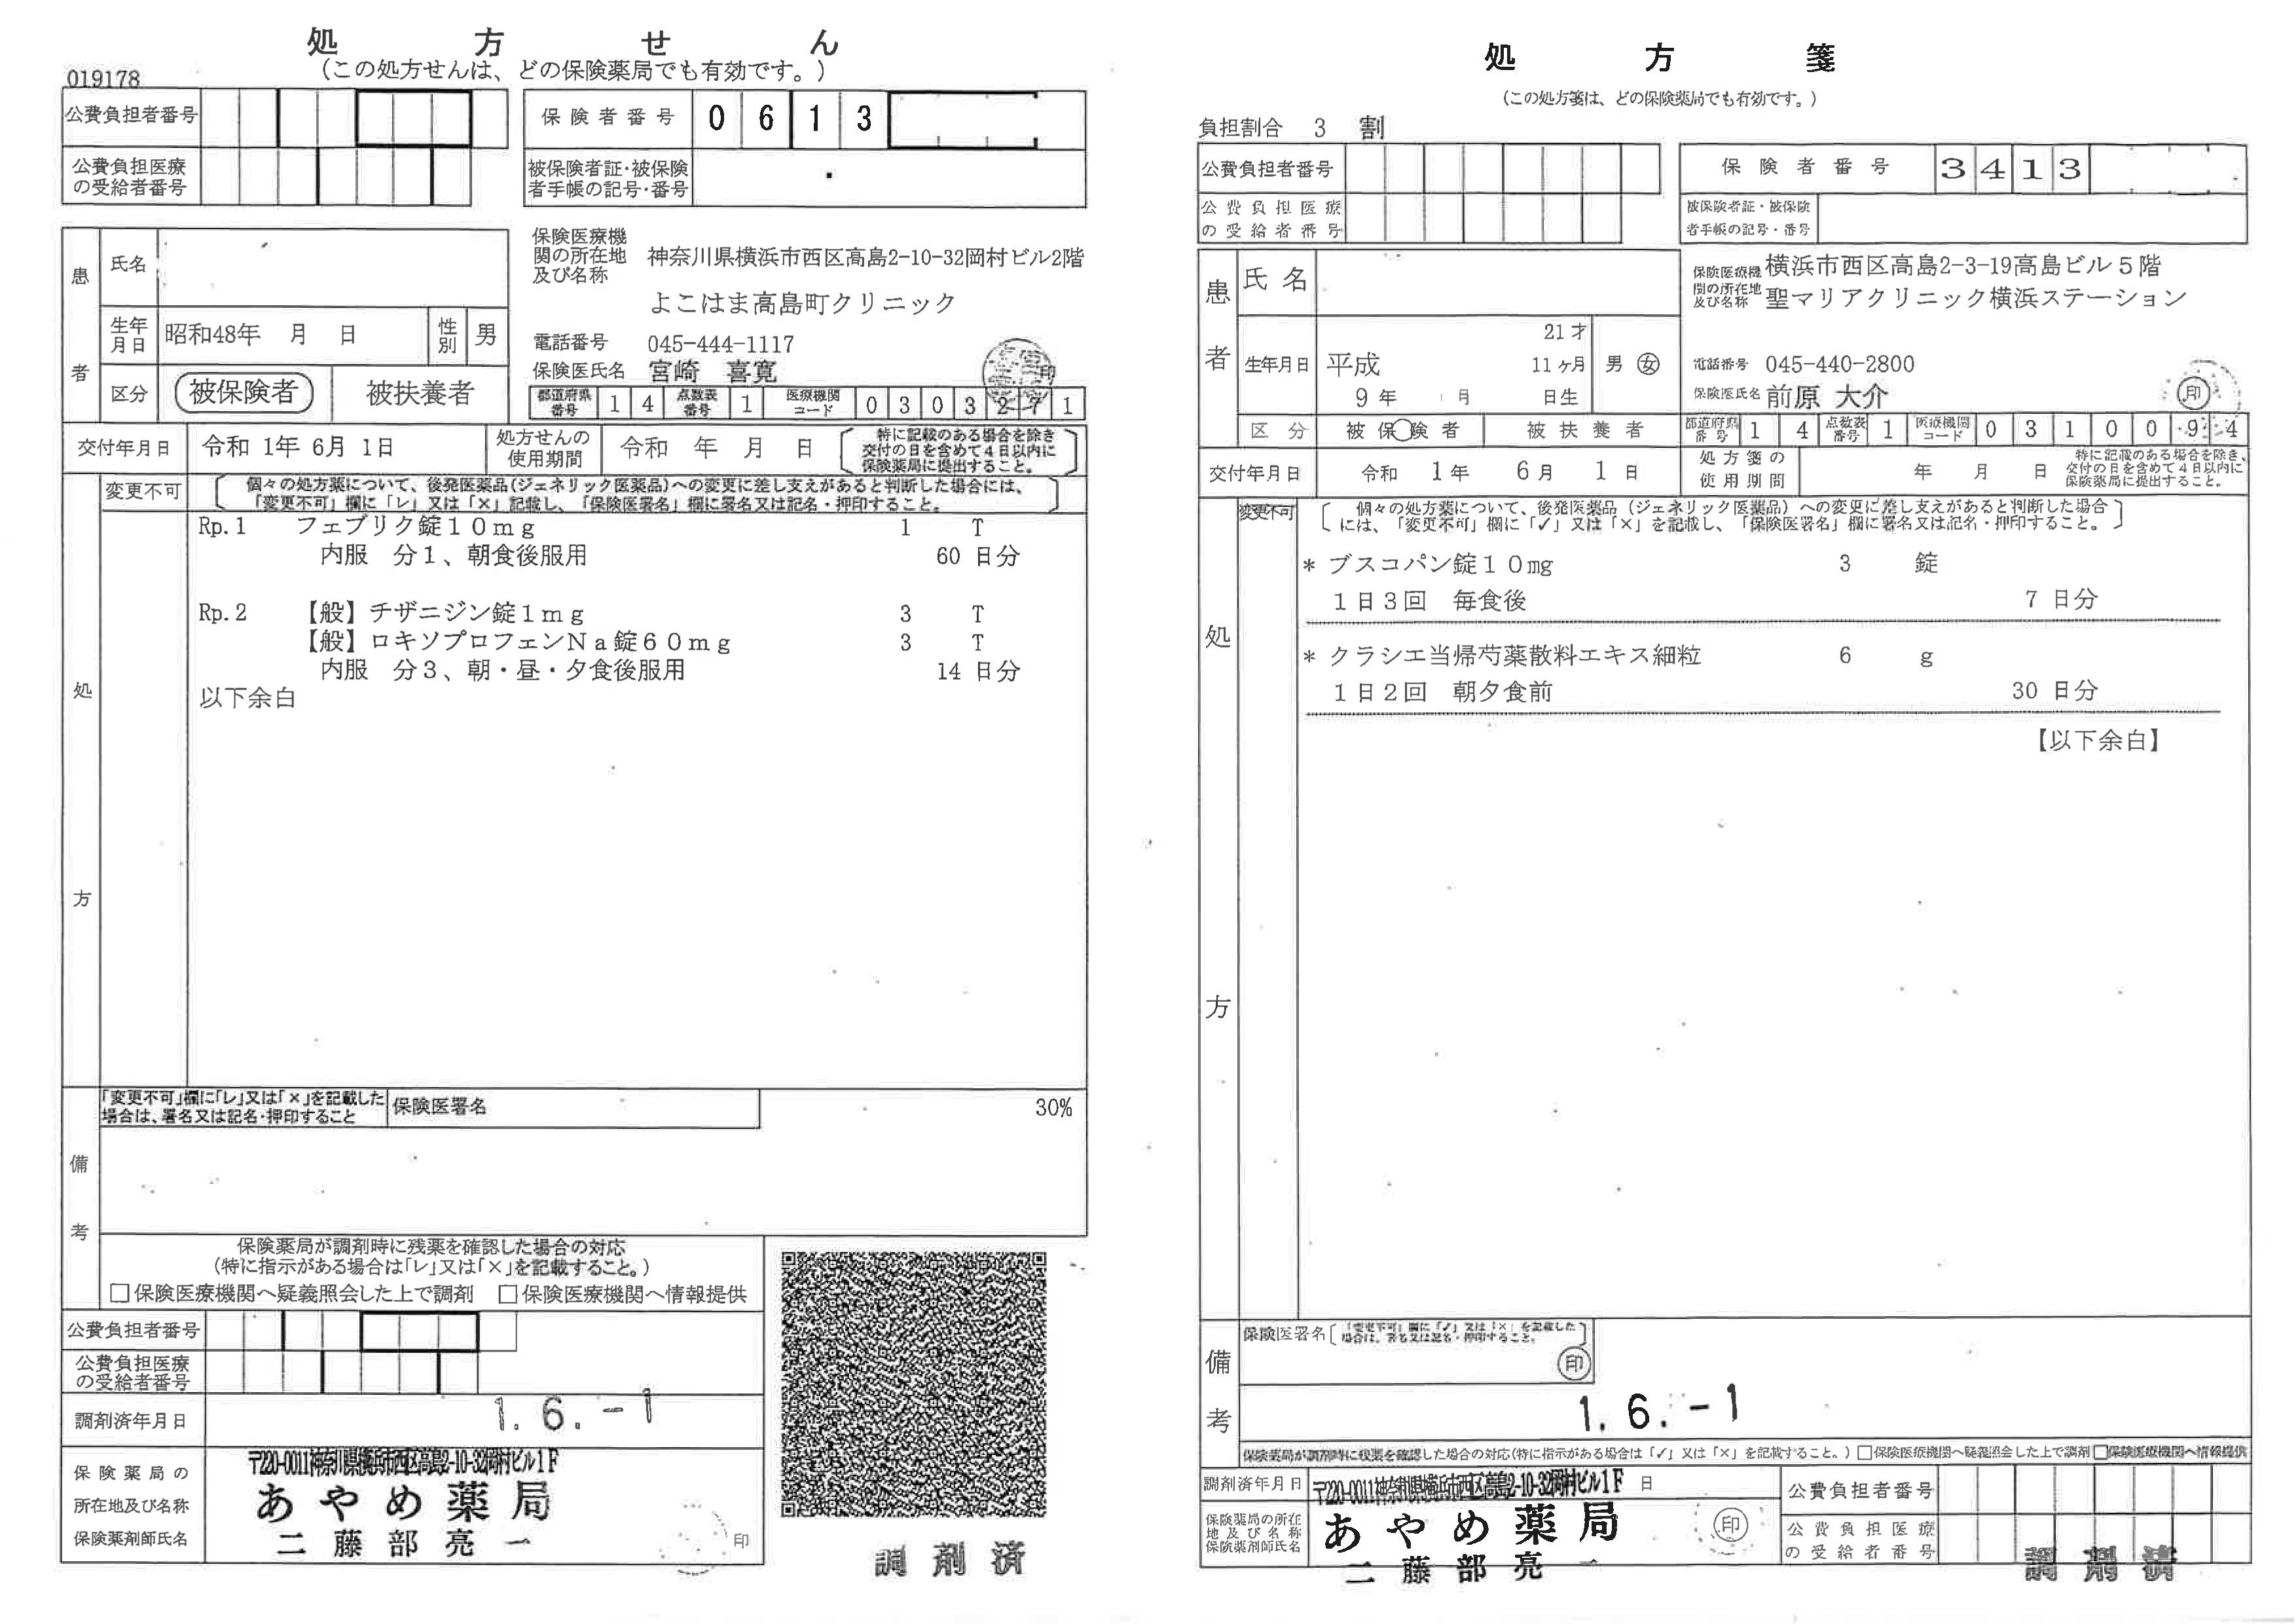 処方せん
(この処方せんは、どの保険薬局でも有効です。)
019178
公費負担者番号
保険者番号 0613
公費負担医療
の受給者番号
被保険者証・被保険
者手帳の記号・番号 ・
患者
氏名
生年
月日
昭和48年 月 日
性別 男
区分 被保険者 被扶養者
保険医療機
関の所在地
及び名称
神奈川県横浜市西区高島2-10-32岡村ビル2階
よこはま高島町クリニック
電話番号 045-444-1117
保険医氏名 宮崎 喜寛 印
都道府県
番号 14 点数表
番号 1 医療機関
コード 0303271
交付年月日 令和 1年 6月 1日
処方せんの
使用期間
令和 年 月 日
特に記載のある場合を除き
交付の日を含めて4日以内に
保険薬局に提出すること。
変更不可
個々の処方薬について、後発医薬品(ジェネリック医薬品)への変更に差し支えがあると判断した場合には、
「変更不可」欄に「レ」又は「×」記載し、「保険医署名」欄に署名又は記名・押印すること。
処方
Rp.1 フェブリク錠10mg 1 T
内服 分1、朝食後服用 60 日分
Rp.2 【般】チザニジン錠1mg 3 T
【般】ロキソプロフェンNa錠60mg 3 T
内服 分3、朝・昼・夕食後服用 14 日分
以下余白
備考
「変更不可」欄に「レ」又は「×」を記載した
場合は、署名又は記名・押印すること
保険医署名
30%
保険薬局が調剤時に残薬を確認した場合の対応
(特に指示がある場合は「レ」又は「×」を記載すること。)
□保険医療機関へ疑義照会した上で調剤 □保険医療機関へ情報提供
公費負担者番号
公費負担医療
の受給者番号
調剤済年月日 1.6.-1
保険薬局の
所在地及び名称
保険薬剤師氏名
〒220-0011神奈川県横浜市西区高島2-10-32岡村ビル1F
あやめ薬局
二藤部亮一
印
調剤済
処方箋
(この処方箋は、どの保険薬局でも有効です。)
負担割合 3 割
公費負担者番号
保険者番号 3413
公費負担医療
の受給者番号
被保険者証・被保険
者手帳の記号・番号
患者
氏名
生年月日
平成
21才
11ヶ月
9年 月 日生
男 女
区分 被保険者 被扶養者
保険医療機
関の所在地
及び名称
横浜市西区高島2-3-19高島ビル5階
聖マリアクリニック横浜ステーション
電話番号 045-440-2800
保険医氏名 前原 大介 印
都道府県
番号 14 点数表
番号 1 医療機関
コード 0310094
交付年月日 令和 1年 6月 1日
処方箋の
使用期間
年 月 日
特に記載のある場合を除き、
交付の日を含めて4日以内に
保険薬局に提出すること。
変更不可
個々の処方薬について、後発医薬品(ジェネリック医薬品)への変更に差し支えがあると判断した場合
には、「変更不可」欄に「✓」又は「×」を記載し、「保険医署名」欄に署名又は記名・押印すること。
処方
* ブスコパン錠10mg 3 錠
1日3回 毎食後 7 日分
* クラシエ当帰芍薬散料エキス細粒 6 g
1日2回 朝夕食前 30 日分
【以下余白】
備考
保険医署名
「変更不可」欄に「✓」又は「×」を記載した
場合は、署名又は記名・押印すること。
印
1.6.-1
保険薬局が調剤時に残薬を確認した場合の対応(特に指示がある場合は「✓」又は「×」を記載すること。) □保険医療機関へ疑義照会した上で調剤 □保険医療機関へ情報提供
調剤済年月日 日
〒220-0011神奈川県横浜市西区高島2-10-32岡村ビル1F
保険薬局の所在
地及び名称
保険薬剤師氏名
あやめ薬局
二藤部亮一
印
公費負担者番号
公費負担医療
の受給者番号
調剤済